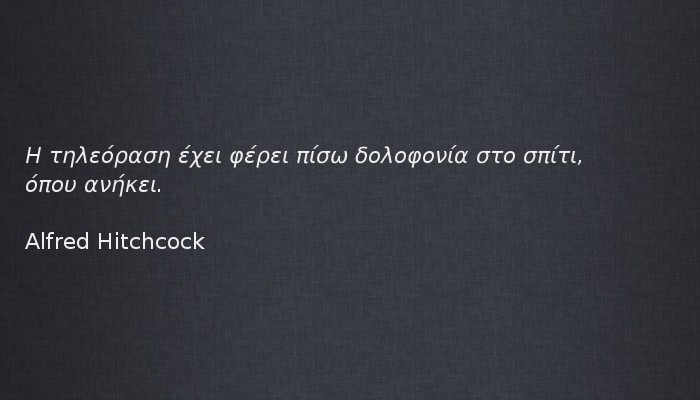 Η τηλεόραση έχει φέρει πίσω δολοφονία στο σπίτι,
όπου ανήκει.
Alfred Hitchcock